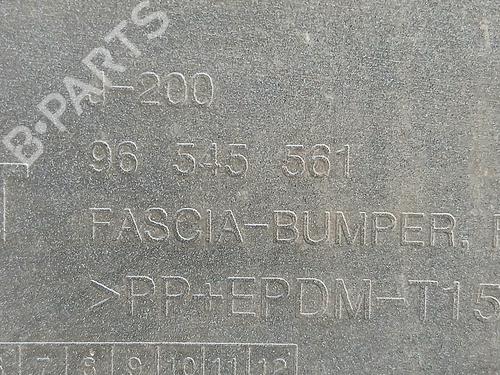 B-PARTS
J-200
96 545 561
FASCIA-BUMPER,
>PP+EPDM-T15
7 8 9 10 11 12